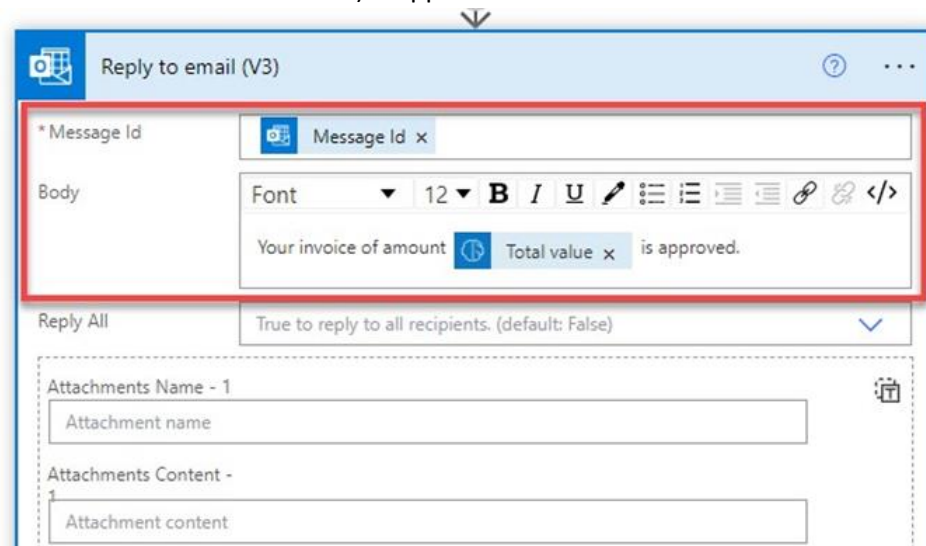 Reply to email (V3)
* Message Id
Message Id ×
Body
Font 12 B I U </>
Your invoice of amount Total value × is approved.
Reply All
True to reply to all recipients. (default: False)
Attachments Name - 1
Attachment name
Attachments Content -
1
Attachment content